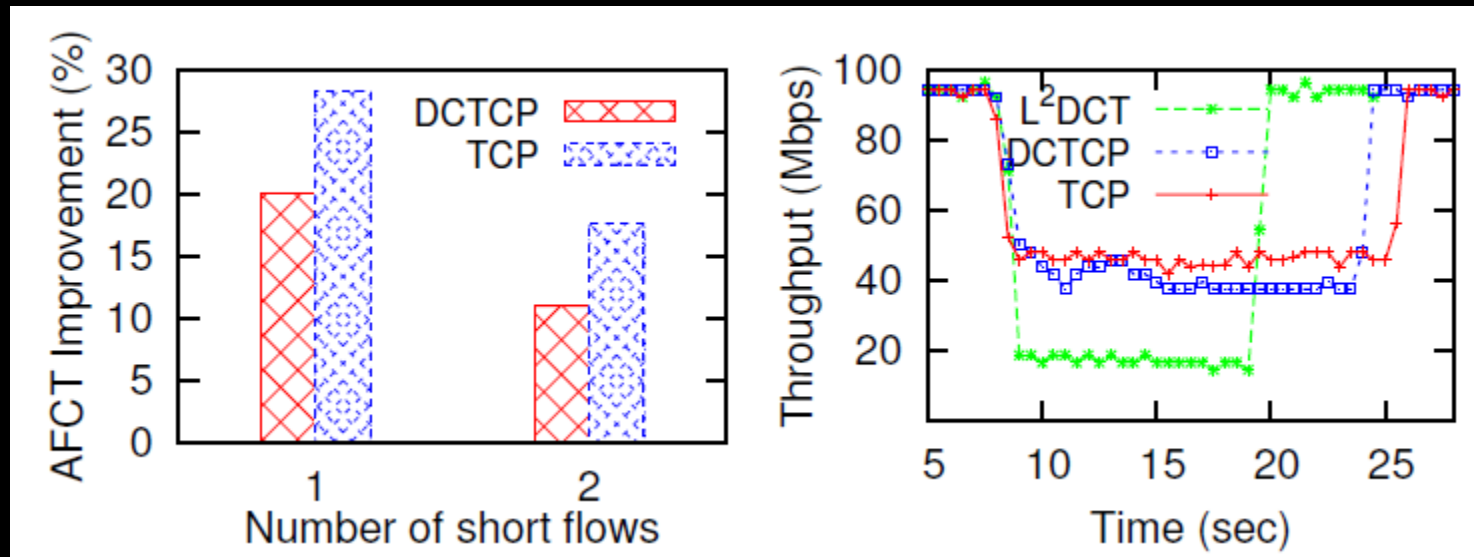 AFCT Improvement (%)
30
25
20
15
10
5
0
DCTCP
TCP
1
2
Number of short flows
Throughput (Mbps)
100
80
60
40
20
L²DCT
DCTCP
TCP
5
10
15
20
25
Time (sec)